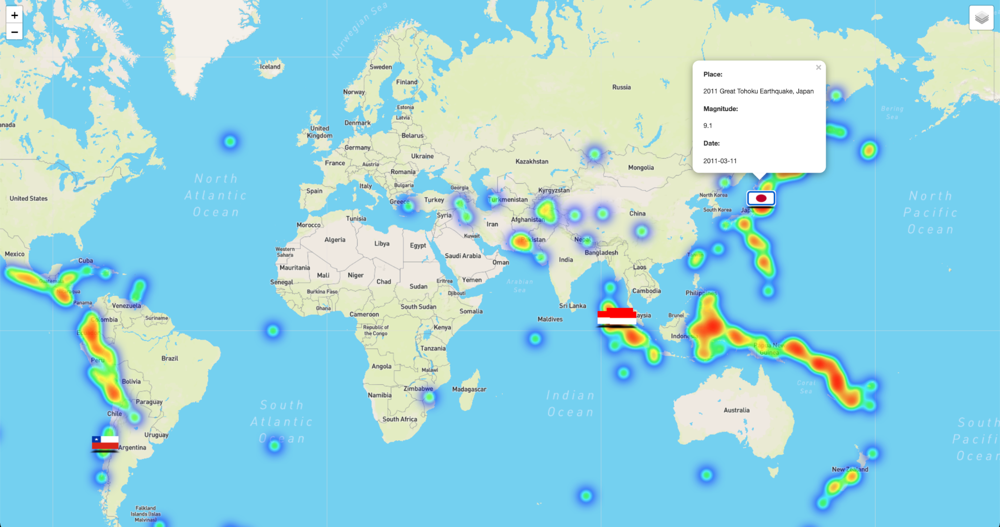 +
−
Norwegian Sea
Iceland
Sweden
Finland
Norway
Russia
Estonia
Latvia
Denmark
United
Kingdom
Belarus
Germany
Ukraine
France
Austria
Romania
Kazakhstan
Mongolia
Italy
Bulgaria
Spain
Georgia
Kyrgyzstan
Greece
Turkey
Turkmenistan
North Korea
South Korea
Japa
Syria
Afghanistan
China
Iran
Tunisia
Morocco
Kuwait
Algeria
Libya
Egypt
Pakistan
Nepal
Western
Sahara
Saudi Arabia
Bangladesh
Taiwan
Oman
India
Mauritania
Laos
Mali
Niger
Chad
Senegal
Eritrea
Yemen
Arabian
Sea
Sudan
Burkina Faso
Djibouti
Cambodia
Philippines
Ghana
South Sudan
Somalia
Sri Lanka
Cameroon
Maldives
aysia
Brunei
Republic of
the Congo
Kenya
Indonesia
Tanzania
Papua New
Guinea
Angola
Malawi
Zimbabwe
Madagascar
Namibia
South Africa
Coral
Sea
Australia
Indian
Ocean
New Zealand
Place:
2011 Great Tohoku Earthquake, Japan
Magnitude:
9.1
Date:
2011-03-11
×
Bering
Sea
North
Pacific
Ocean
South
Pacifi
Ocean
anada
United States
North
Atlantic
Ocean
Mexico
Cuba
Guatemala
Nicaragua
Panama
Venezuela
Colombia
Suriname
Ecuador
Peru
Brazil
Bolivia
Paraguay
Chile
Uruguay
Argentina
South
Atlantic
Ocean
Falkland
Islands (Islas
Malvinas)